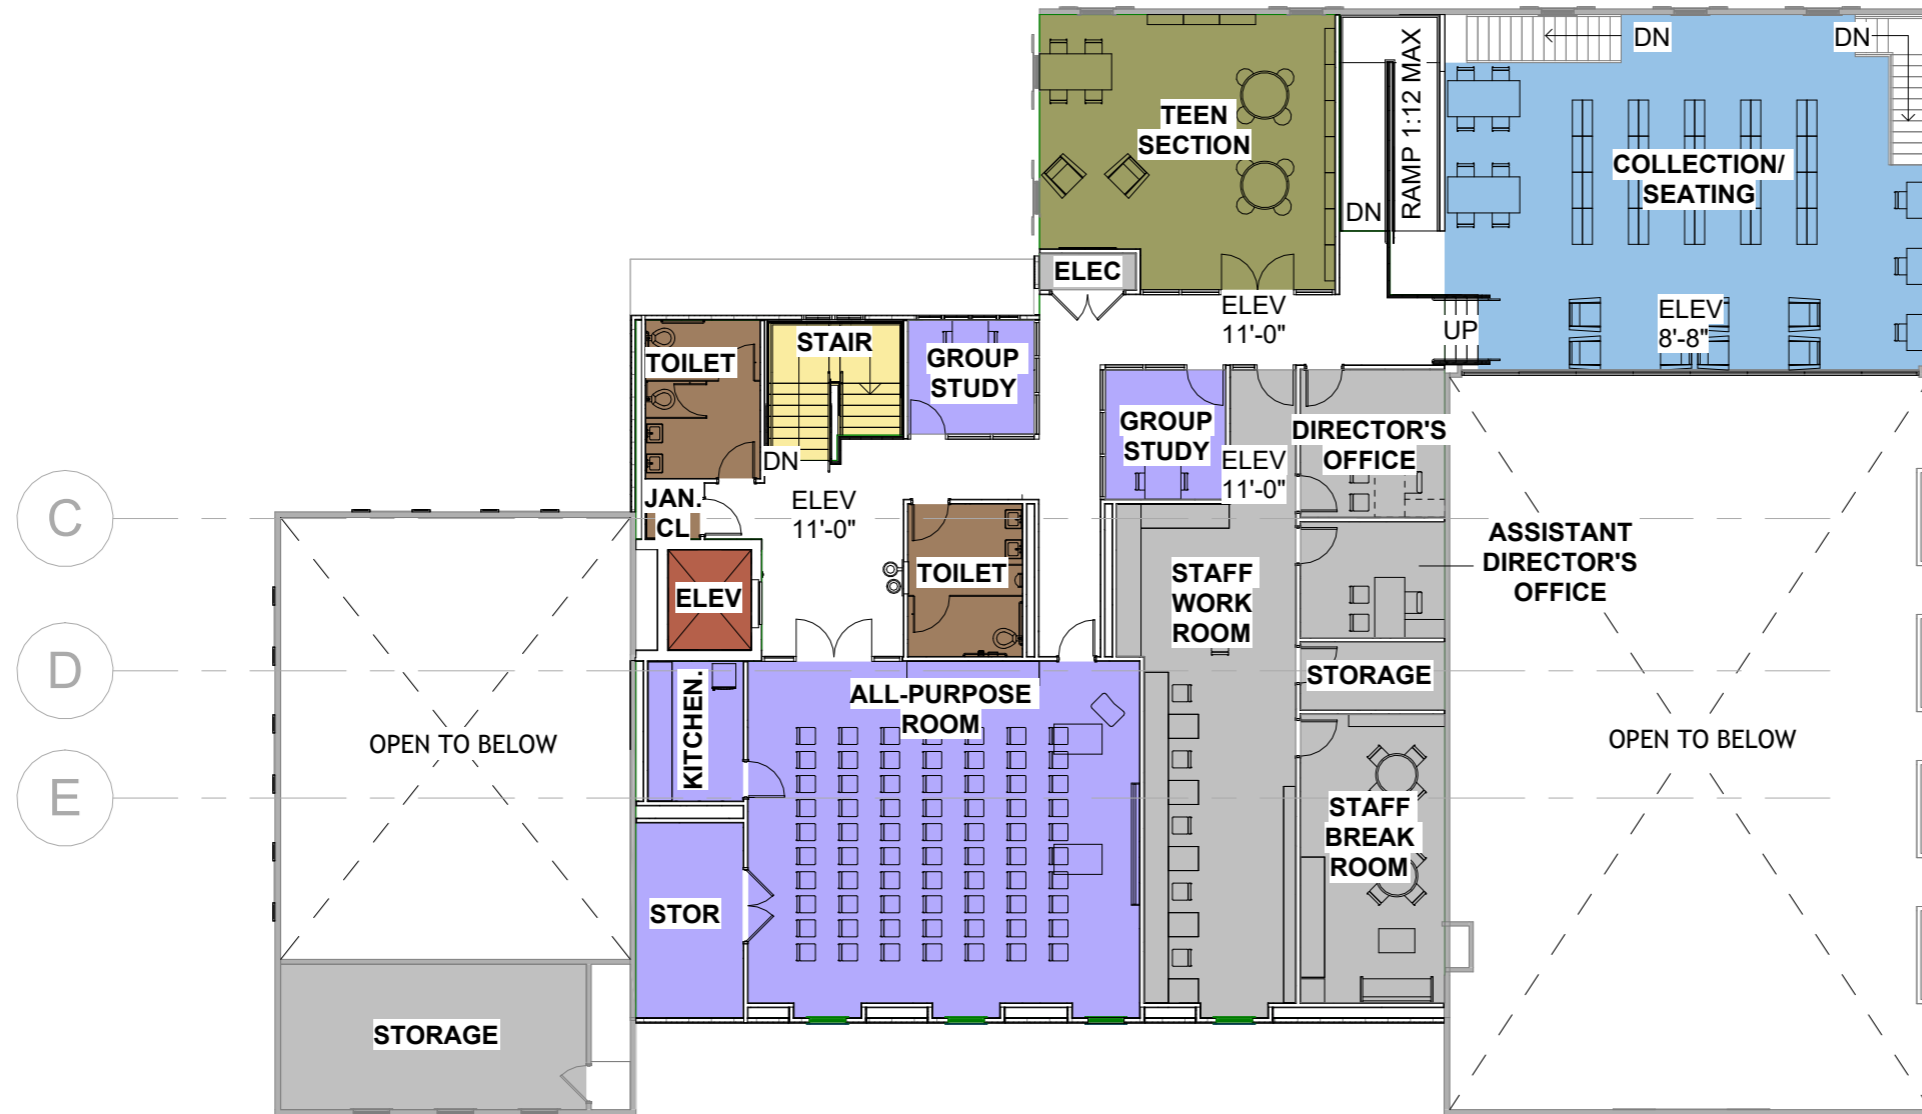 DN
DN
RAMP 1:12 MAX
TEEN
SECTION
COLLECTION/
SEATING
DN
ELEC
ELEV
11'-0"
UP
ELEV
8'-8"
TOILET
STAIR
GROUP
STUDY
GROUP
STUDY
DIRECTOR'S
OFFICE
DN
ELEV
11'-0"
C
JAN.
CL
ELEV
11'-0"
ASSISTANT
DIRECTOR'S
OFFICE
ELEV
TOILET
STAFF
WORK
ROOM
D
KITCHEN.
ALL-PURPOSE
ROOM
STORAGE
OPEN TO BELOW
OPEN TO BELOW
E
STAFF
BREAK
ROOM
STOR
STORAGE